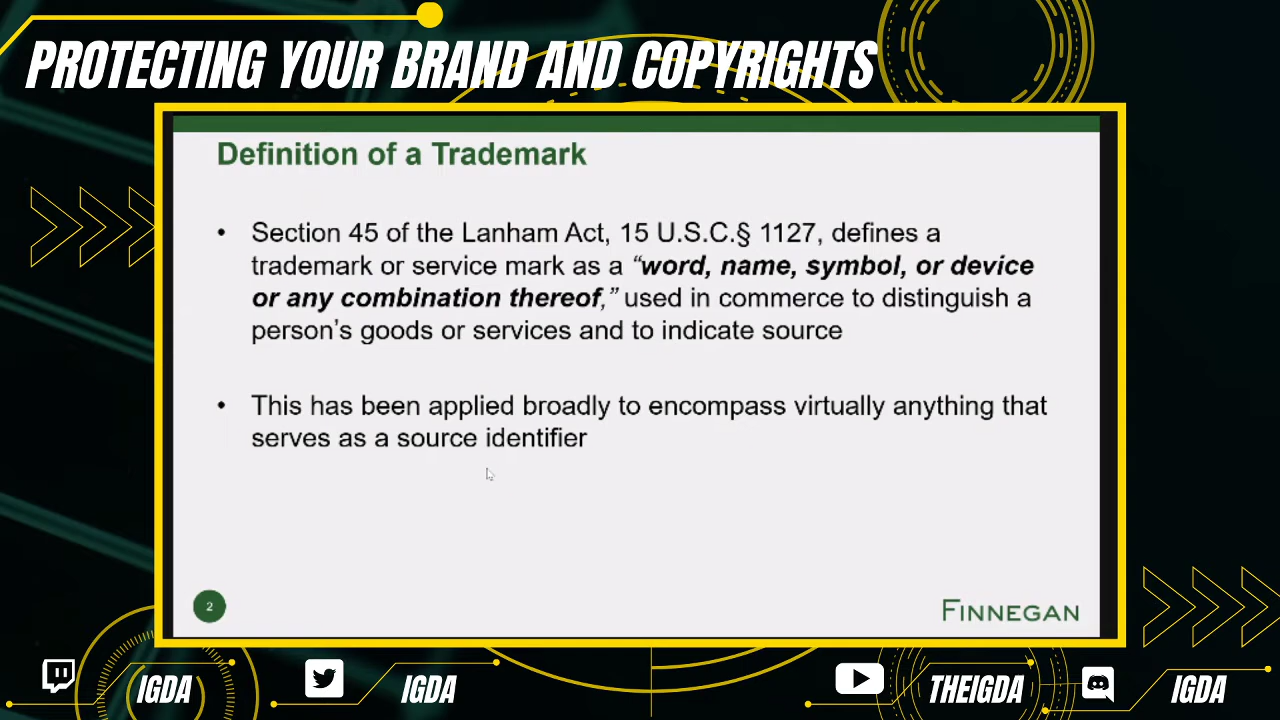 PROTECTING YOUR BRAND AND COPYRIGHTS
Definition of a Trademark
• Section 45 of the Lanham Act, 15 U.S.C.§ 1127, defines a
trademark or service mark as a “word, name, symbol, or device
or any combination thereof,” used in commerce to distinguish a
person’s goods or services and to indicate source
• This has been applied broadly to encompass virtually anything that
serves as a source identifier
2
FINNEGAN
IGDA
IGDA
THEIGDA
IGDA